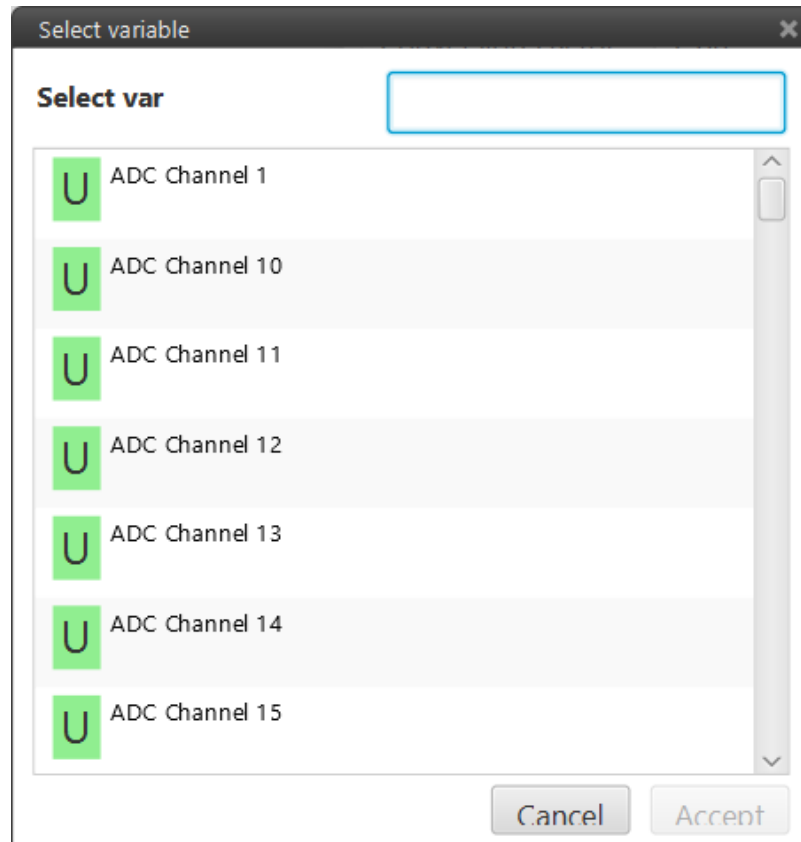 Select variable
Select var
U ADC Channel 1
U ADC Channel 10
U ADC Channel 11
U ADC Channel 12
U ADC Channel 13
U ADC Channel 14
U ADC Channel 15
Cancel Accept